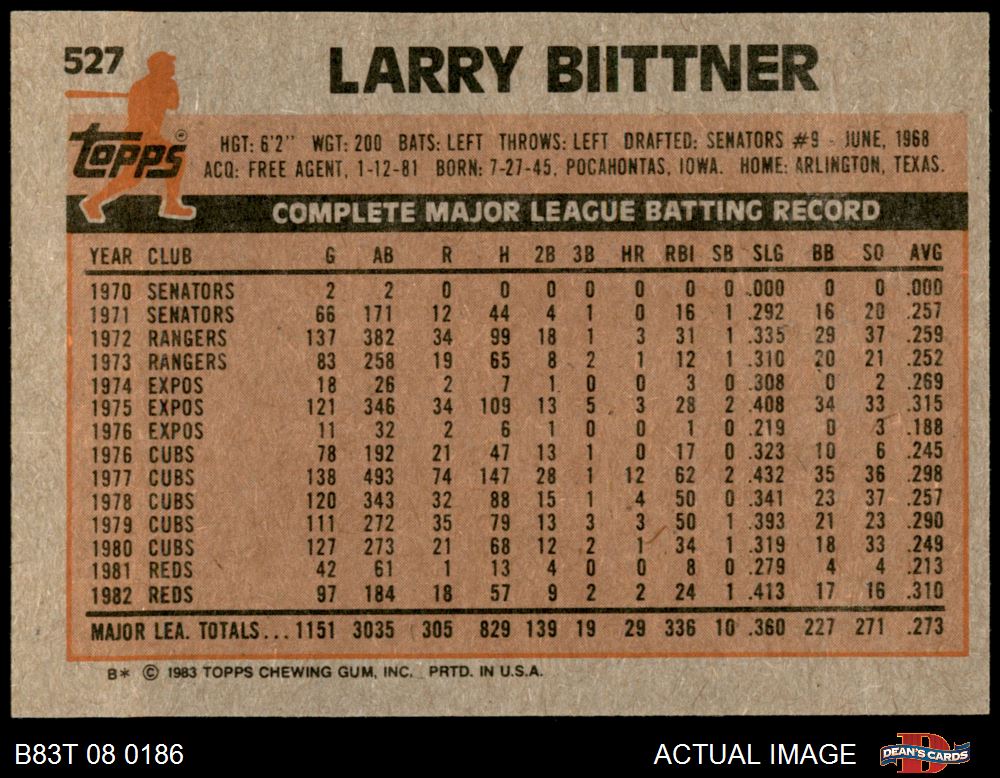 527
LARRY BIITTNER
Topps ®
HGT: 6'2" WGT: 200 BATS: LEFT THROWS: LEFT DRAFTED: SENATORS #9 - JUNE, 1968
ACQ: FREE AGENT, 1-12-81 BORN: 7-27-45, POCAHONTAS, IOWA. HOME: ARLINGTON, TEXAS.
COMPLETE MAJOR LEAGUE BATTING RECORD
YEAR CLUB G AB R H 2B 3B HR RBI SB SLG BB SO AVG
1970 SENATORS 2 2 0 0 0 0 0 0 0 .000 0 0 .000
1971 SENATORS 66 171 12 44 4 1 0 16 1 .292 16 20 .257
1972 RANGERS 137 382 34 99 18 1 3 31 1 .335 29 37 .259
1973 RANGERS 83 258 19 65 8 2 1 12 1 .310 20 21 .252
1974 EXPOS 18 26 2 7 1 0 0 3 0 .308 0 2 .269
1975 EXPOS 121 346 34 109 13 5 3 28 2 .408 34 33 .315
1976 EXPOS 11 32 2 6 1 0 0 1 0 .219 0 3 .188
1976 CUBS 78 192 21 47 13 1 0 17 0 .323 10 6 .245
1977 CUBS 138 493 74 147 28 1 12 62 2 .432 35 36 .298
1978 CUBS 120 343 32 88 15 1 4 50 0 .341 23 37 .257
1979 CUBS 111 272 35 79 13 3 3 50 1 .393 21 23 .290
1980 CUBS 127 273 21 68 12 2 1 34 1 .319 18 33 .249
1981 REDS 42 61 1 13 4 0 0 8 0 .279 4 4 .213
1982 REDS 97 184 18 57 9 2 2 24 1 .413 17 16 .310
MAJOR LEA. TOTALS... 1151 3035 305 829 139 19 29 336 10 .360 227 271 .273
B* © 1983 TOPPS CHEWING GUM, INC. PRTD. IN U.S.A.
B83T 08 0186 ACTUAL IMAGE DEAN'S CARDS